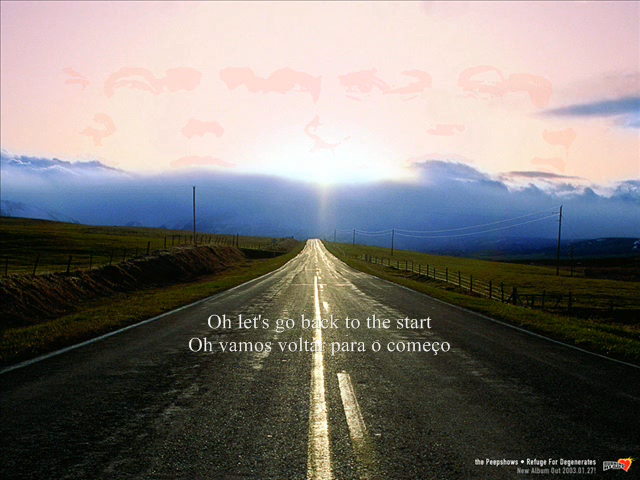 Oh let's go back to the start
Oh vamos voltar para o começo
the Peepshows • Refuge For Degenerates
New Album Out 2003.01.27!